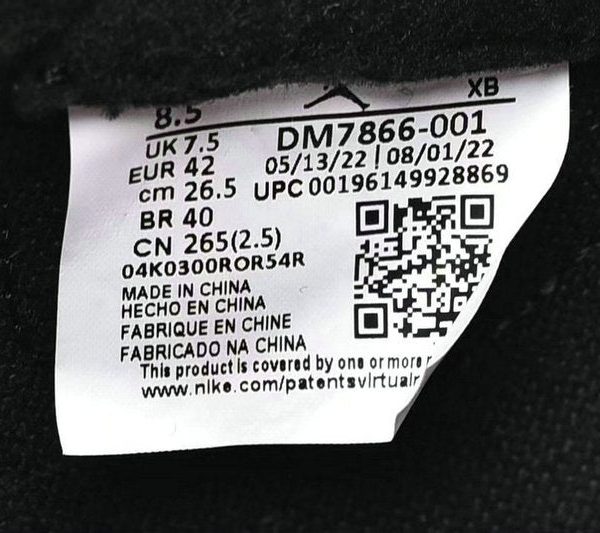 8.5 XB
UK 7.5 DM7866-001
EUR 42 05/13/22 | 08/01/22
cm 26.5 UPC 00196149928869
BR 40
CN 265(2.5)
04K0300ROR54R
MADE IN CHINA
HECHO EN CHINA
FABRIQUE EN CHINE
FABRICADO NA CHINA
This product is covered by one or more
www.nike.com/patentsvirtual